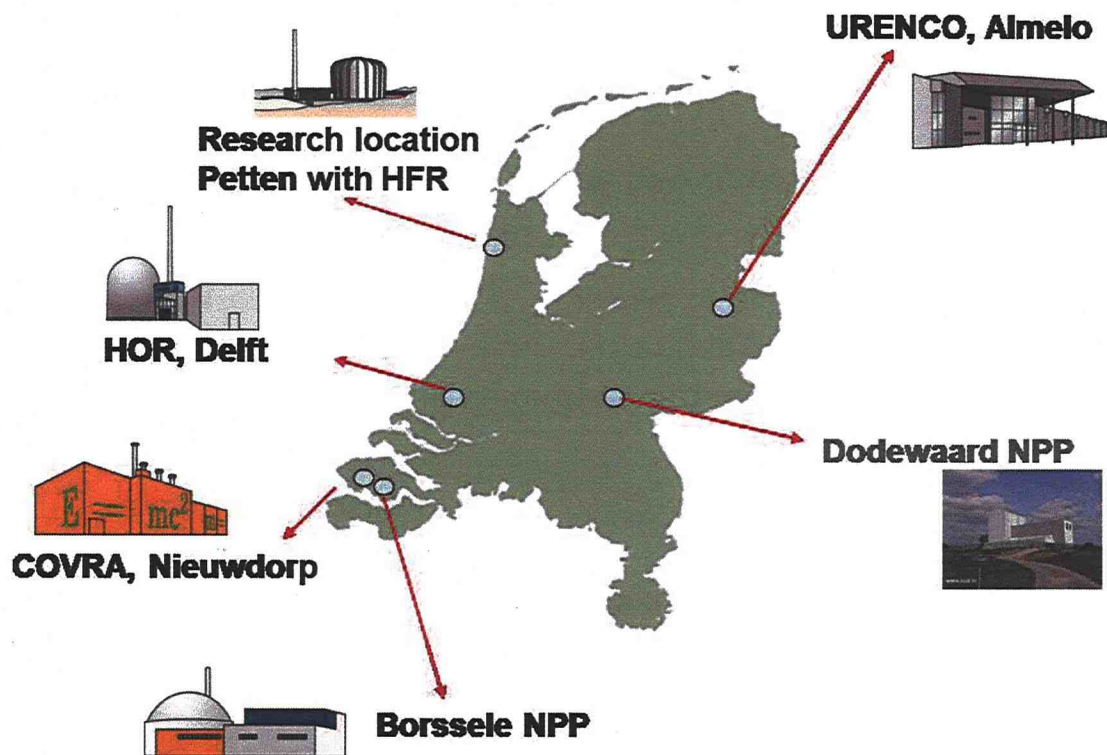 URENCO, Almelo
Research location
Petten with HFR
HOR, Delft
Dodewaard NPP
E mc²
COVRA, Nieuwdorp
Borssele NPP